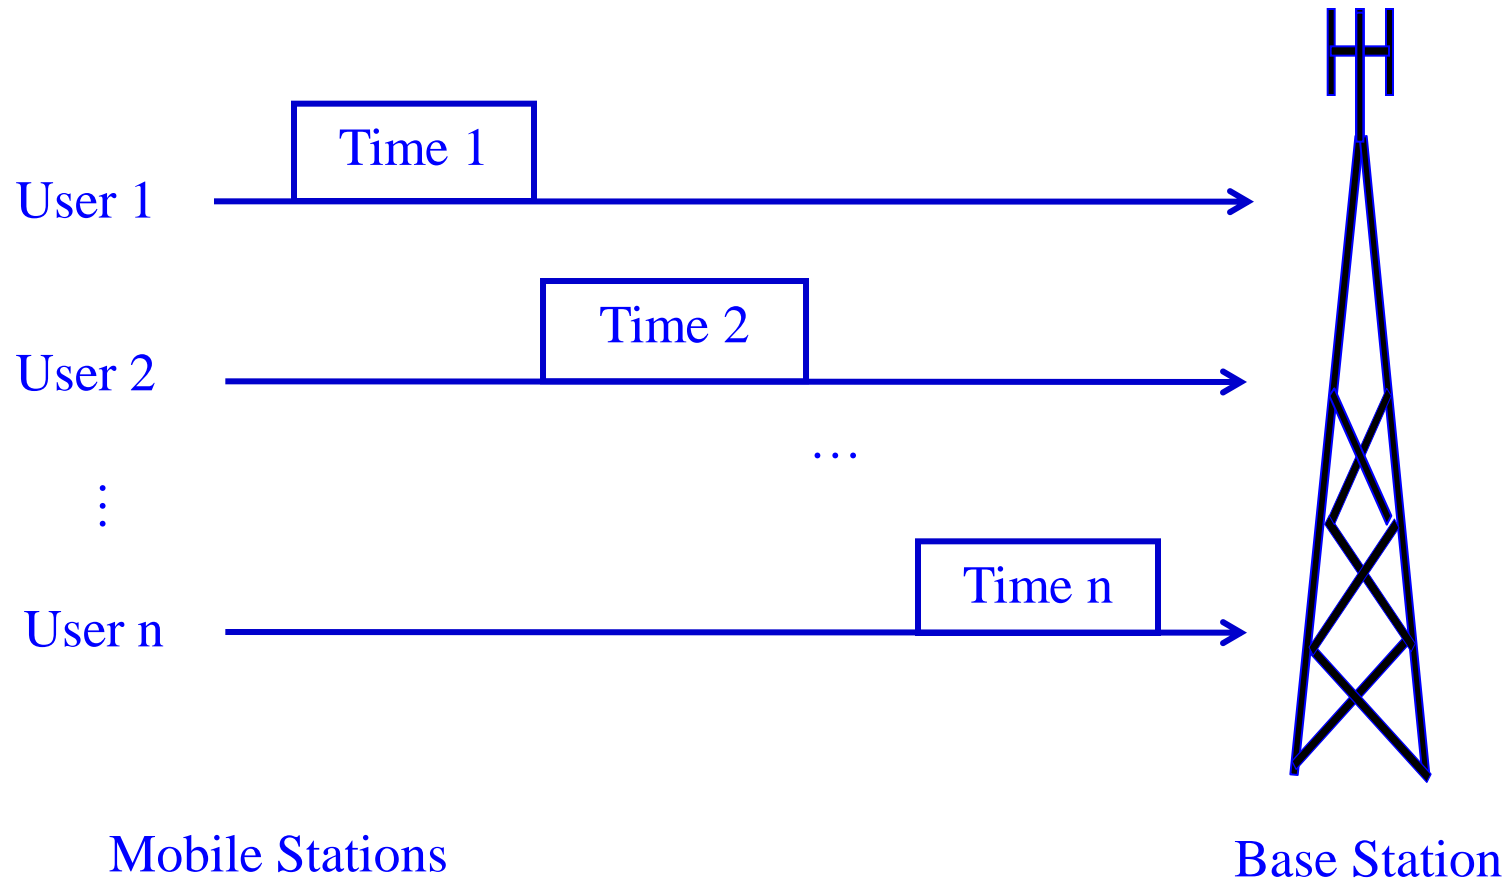 Time 1
User 1
Time 2
User 2
…
⋮
Time n
User n
Mobile Stations
Base Station